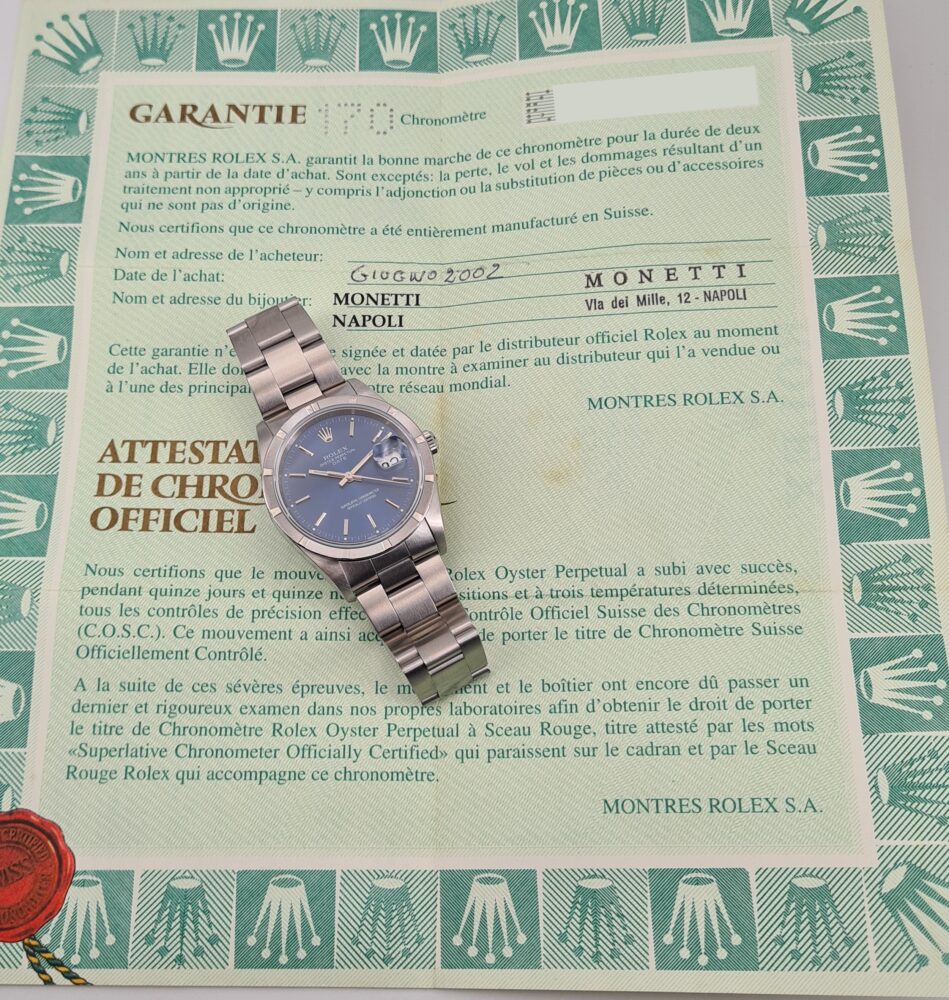 GARANTIE 170 Chronomètre
MONTRES ROLEX S.A. garantit la bonne marche de ce chronomètre pour la durée de deux
ans à partir de la date d'achat. Sont exceptés: la perte, le vol et les dommages résultant d'un
traitement non approprié – y compris l'adjonction ou la substitution de pièces ou d'accessoires
qui ne sont pas d'origine.
Nous certifions que ce chronomètre a été entièrement manufacturé en Suisse.
Nom et adresse de l'acheteur:
Date de l'achat: GIUGNO 2002
Nom et adresse du bijoutier: MONETTI
NAPOLI
MONETTI
VIa dei Mille, 12 - NAPOLI
Cette garantie n'e signée et datée par le distributeur officiel Rolex au moment
de l'achat. Elle do avec la montre à examiner au distributeur qui l'a vendue ou
à l'une des principa otre réseau mondial.
MONTRES ROLEX S.A.
ATTESTAT
DE CHRO
OFFICIEL
ROLEX
OYSTER PERPETUAL
DATE
Nous certifions que le mouve olex Oyster Perpetual a subi avec succès,
pendant quinze jours et quinze n sitions et à trois températures déterminées,
tous les contrôles de précision effe ontrôle Officiel Suisse des Chronomètres
(C.O.S.C.). Ce mouvement a ainsi acq de porter le titre de Chronomètre Suisse
Officiellement Contrôlé.
A la suite de ces sévères épreuves, le m ent et le boîtier ont encore dû passer un
dernier et rigoureux examen dans nos propres laboratoires afin d'obtenir le droit de porter
le titre de Chronomètre Rolex Oyster Perpetual à Sceau Rouge, titre attesté par les mots
«Superlative Chronometer Officially Certified» qui paraissent sur le cadran et par le Sceau
Rouge Rolex qui accompagne ce chronomètre.
MONTRES ROLEX S.A.